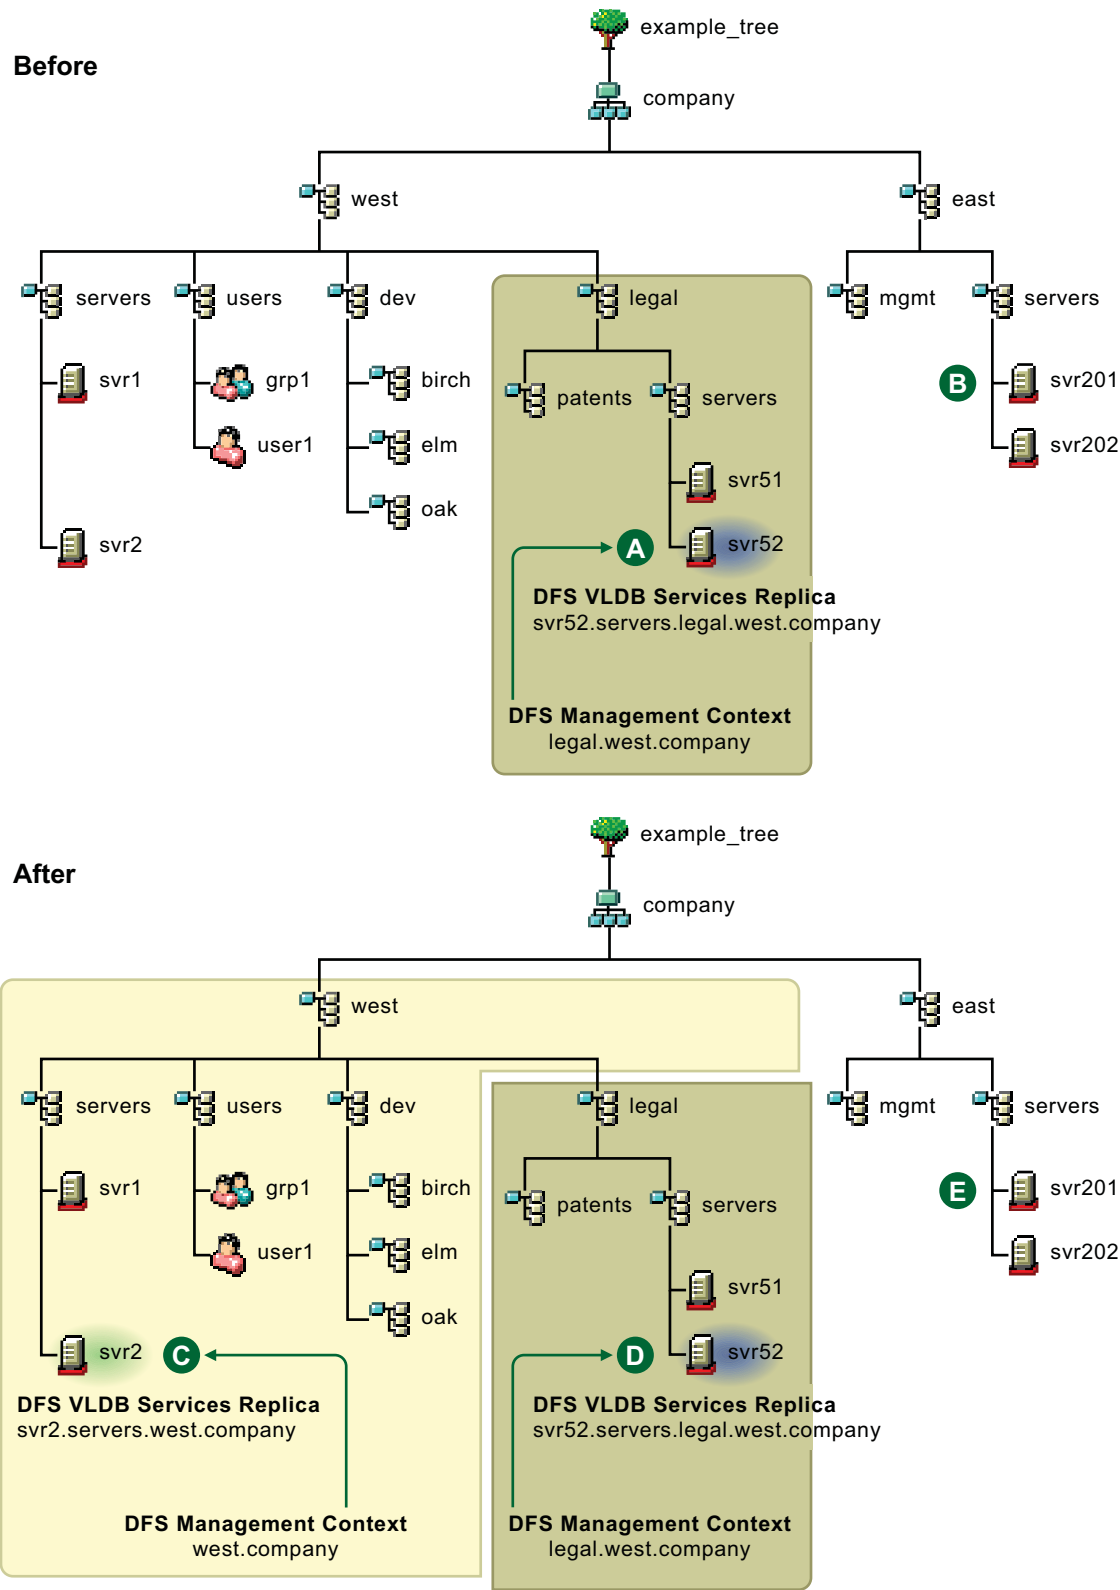 example_tree
Before
company
west
east
servers
users
dev
legal
mgmt
servers
svr1
grp1
birch
patents
servers
B
svr201
user1
elm
svr202
svr51
oak
svr2
A
svr52
DFS VLDB Services Replica
svr52.servers.legal.west.company
DFS Management Context
legal.west.company
example_tree
After
company
west
east
servers
users
dev
legal
mgmt
servers
svr1
grp1
birch
patents
servers
E
svr201
user1
elm
svr202
svr51
oak
svr2
C
D
svr52
DFS VLDB Services Replica
svr2.servers.west.company
DFS VLDB Services Replica
svr52.servers.legal.west.company
DFS Management Context
west.company
DFS Management Context
legal.west.company